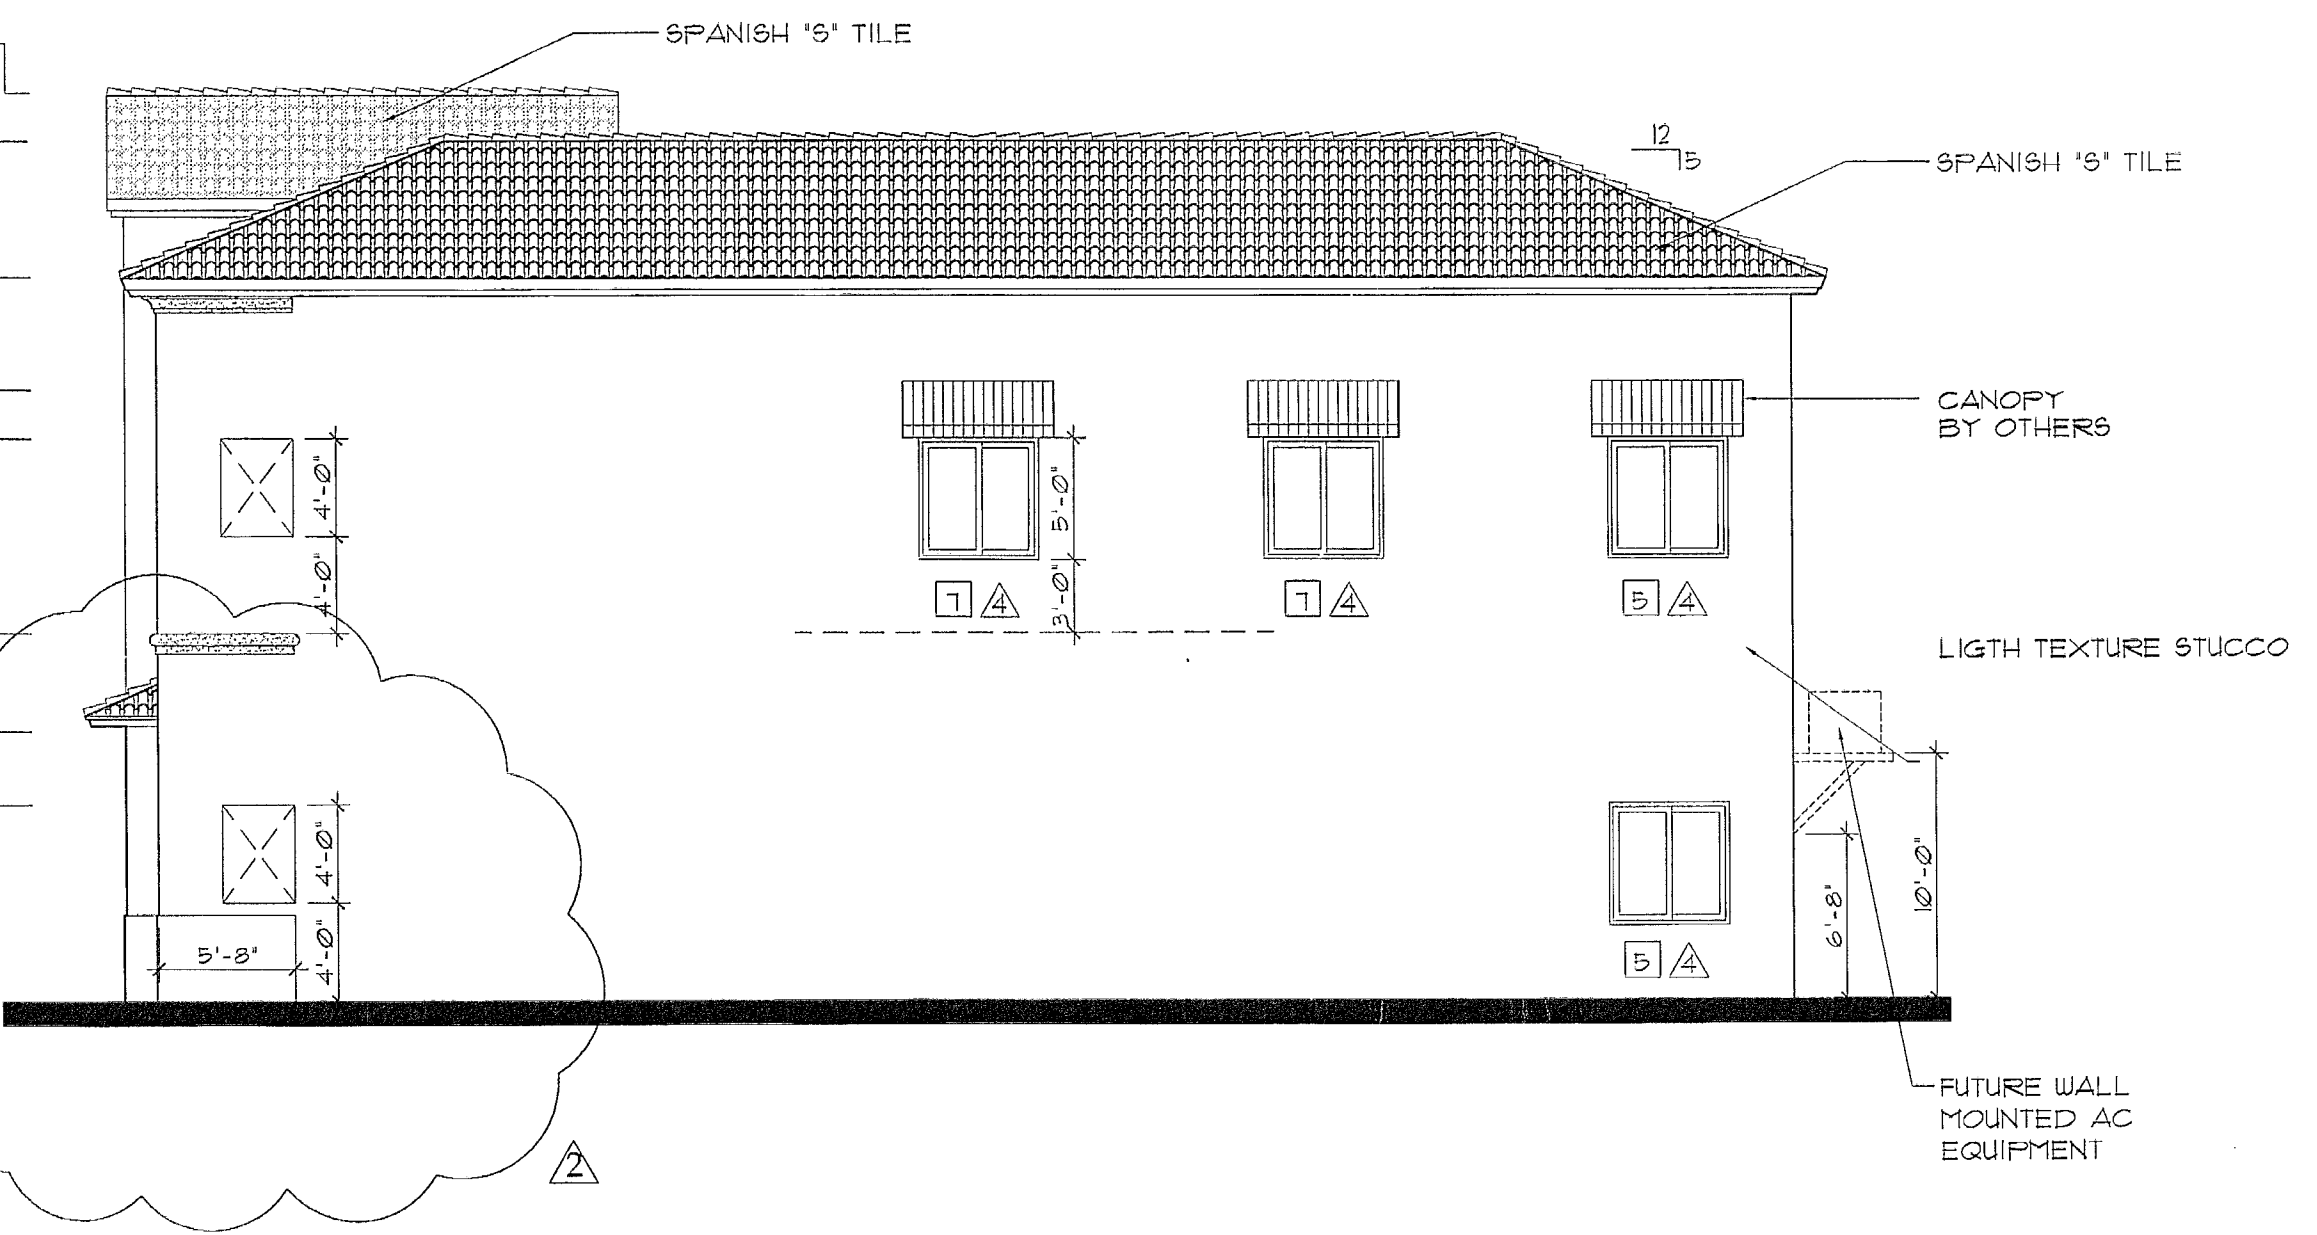 SPANISH "S" TILE
12
15
SPANISH "S" TILE
CANOPY
BY OTHERS
4'-0"
5'-0"
4'-0"
7 4
7 4
5 4
3'-0"
LIGTH TEXTURE STUCCO
4'-0"
10'-0"
6'-8"
5'-8"
4'-0"
5 4
FUTURE WALL
MOUNTED AC
EQUIPMENT
2